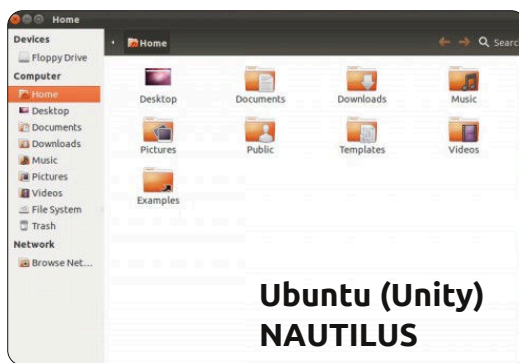 Home
Devices
Floppy Drive
Computer
Home
Desktop
Documents
Downloads
Music
Pictures
Videos
File System
Trash
Network
Browse Net...
Home
Searc
Desktop
Documents
Downloads
Music
Pictures
Public
Templates
Videos
Examples
Ubuntu (Unity)
NAUTILUS